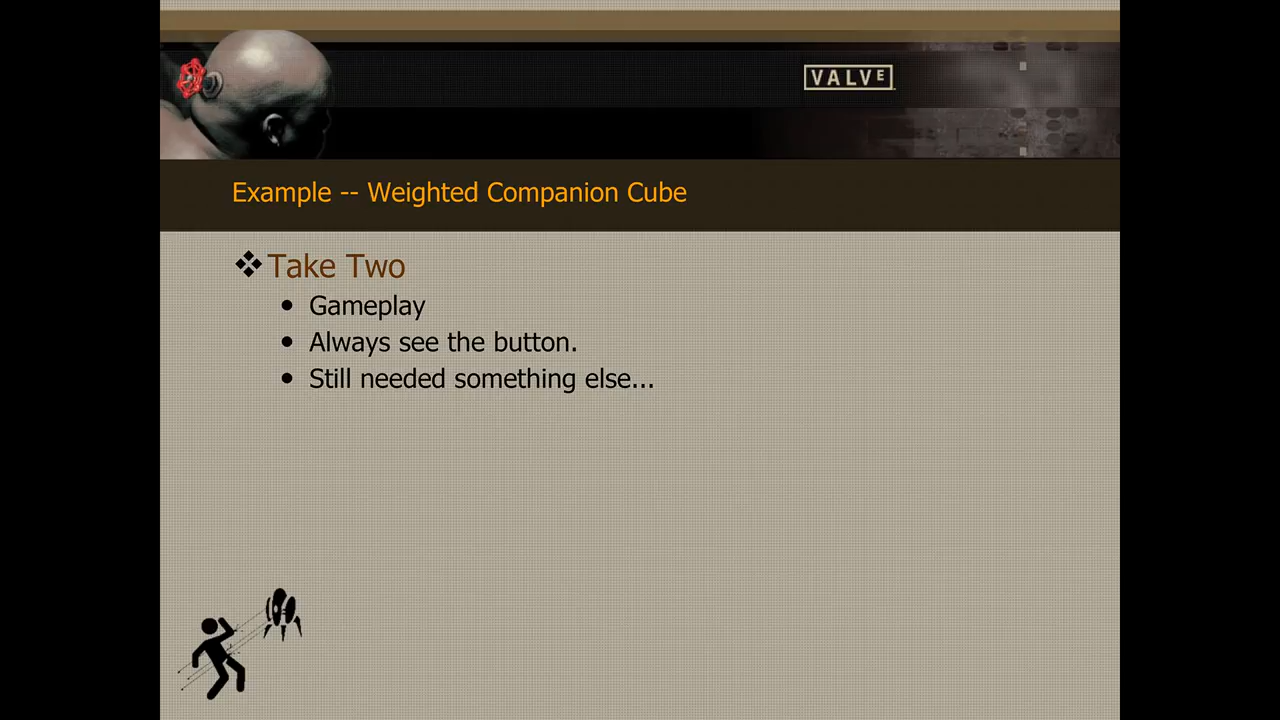 VALVE
Example -- Weighted Companion Cube
Take Two
Gameplay
Always see the button.
Still needed something else...